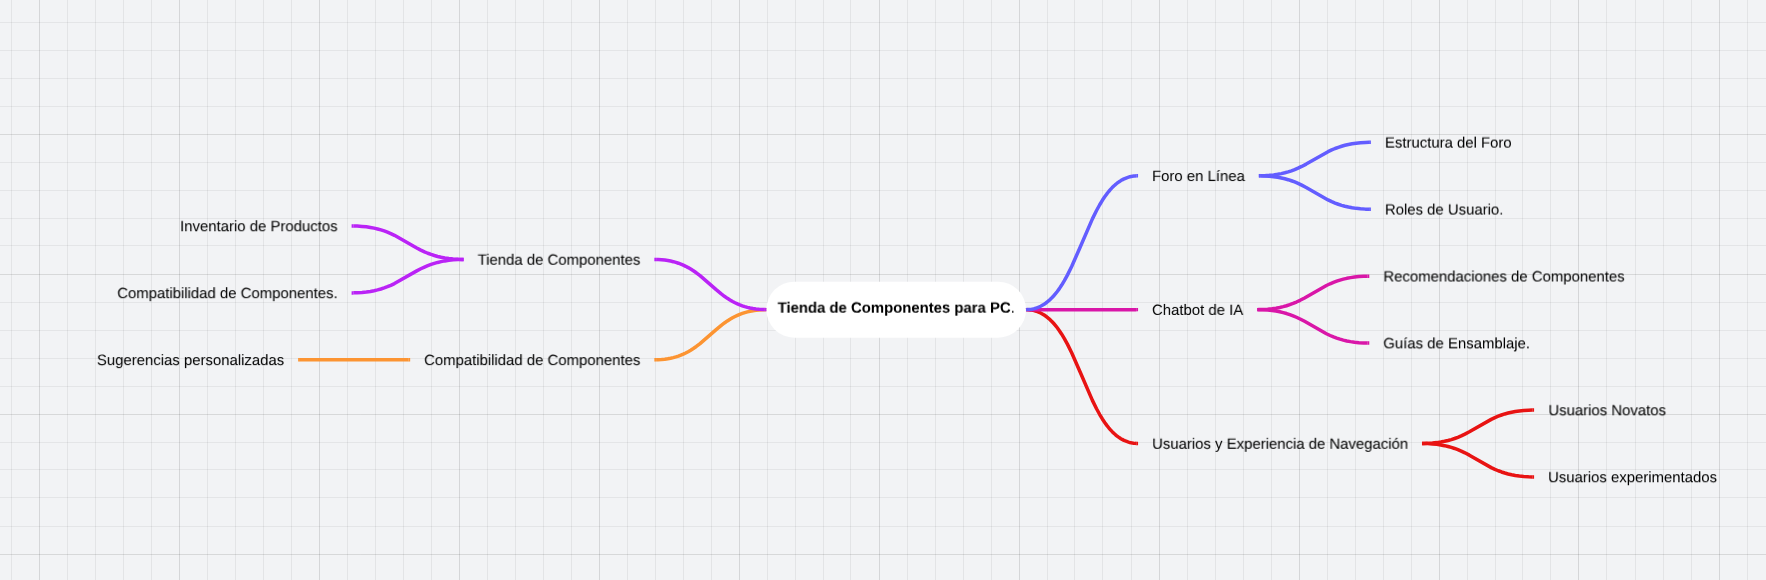 Tienda de Componentes para PC.
Tienda de Componentes
Inventario de Productos
Compatibilidad de Componentes.
Compatibilidad de Componentes
Sugerencias personalizadas
Foro en Línea
Estructura del Foro
Roles de Usuario.
Chatbot de IA
Recomendaciones de Componentes
Guías de Ensamblaje.
Usuarios y Experiencia de Navegación
Usuarios Novatos
Usuarios experimentados